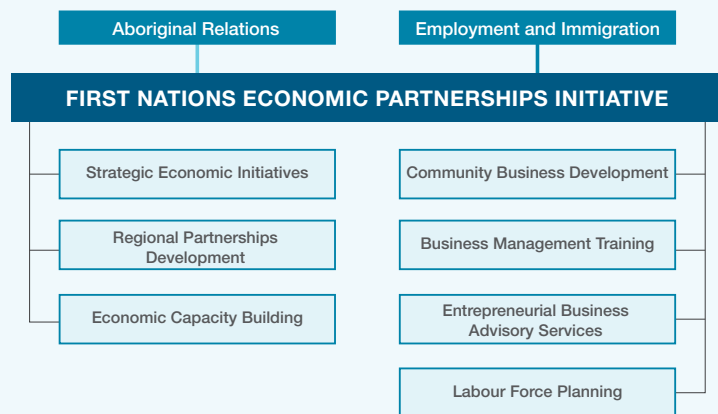 Aboriginal Relations
Employment and Immigration
FIRST NATIONS ECONOMIC PARTNERSHIPS INITIATIVE
Strategic Economic Initiatives
Regional Partnerships
Development
Economic Capacity Building
Community Business Development
Business Management Training
Entrepreneurial Business
Advisory Services
Labour Force Planning